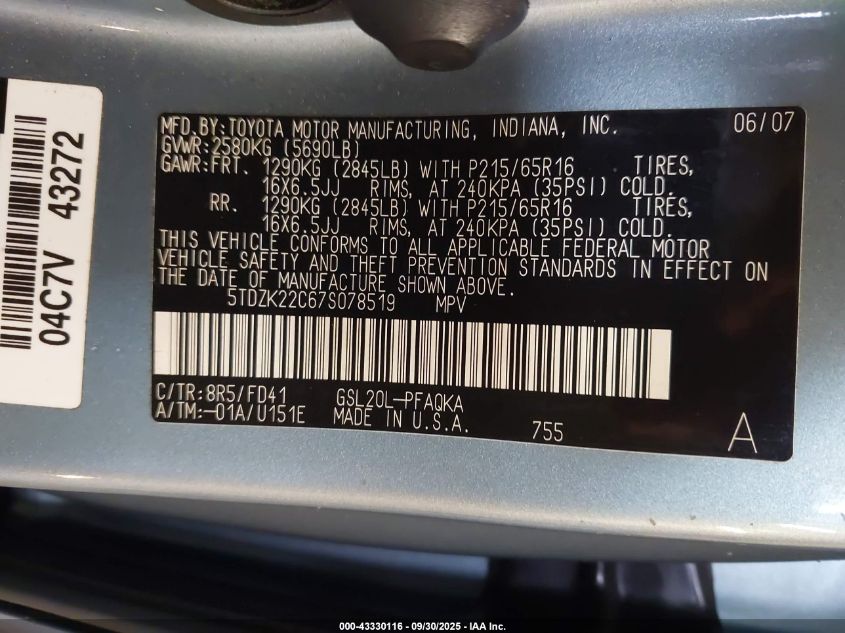 04C7V 43272
MFD.BY:TOYOTA MOTOR MANUFACTURING, INDIANA, INC. 06/07
GVWR:2580KG (5690LB)
GAWR:FRT. 1290KG (2845LB) WITH P215/65R16 TIRES,
16X6.5JJ RIMS, AT 240KPA (35PSI) COLD.
RR. 1290KG (2845LB) WITH P215/65R16 TIRES,
16X6.5JJ RIMS, AT 240KPA (35PSI) COLD.
THIS VEHICLE CONFORMS TO ALL APPLICABLE FEDERAL MOTOR
VEHICLE SAFETY AND THEFT PREVENTION STANDARDS IN EFFECT ON
THE DATE OF MANUFACTURE SHOWN ABOVE.
5TDZK22C67S078519 MPV
C/TR:8R5/FD41 GSL20L-PFAQKA
A/TM:-01A/U151E MADE IN U.S.A. 755 A
000-43330116 - 09/30/2025 - IAA Inc.